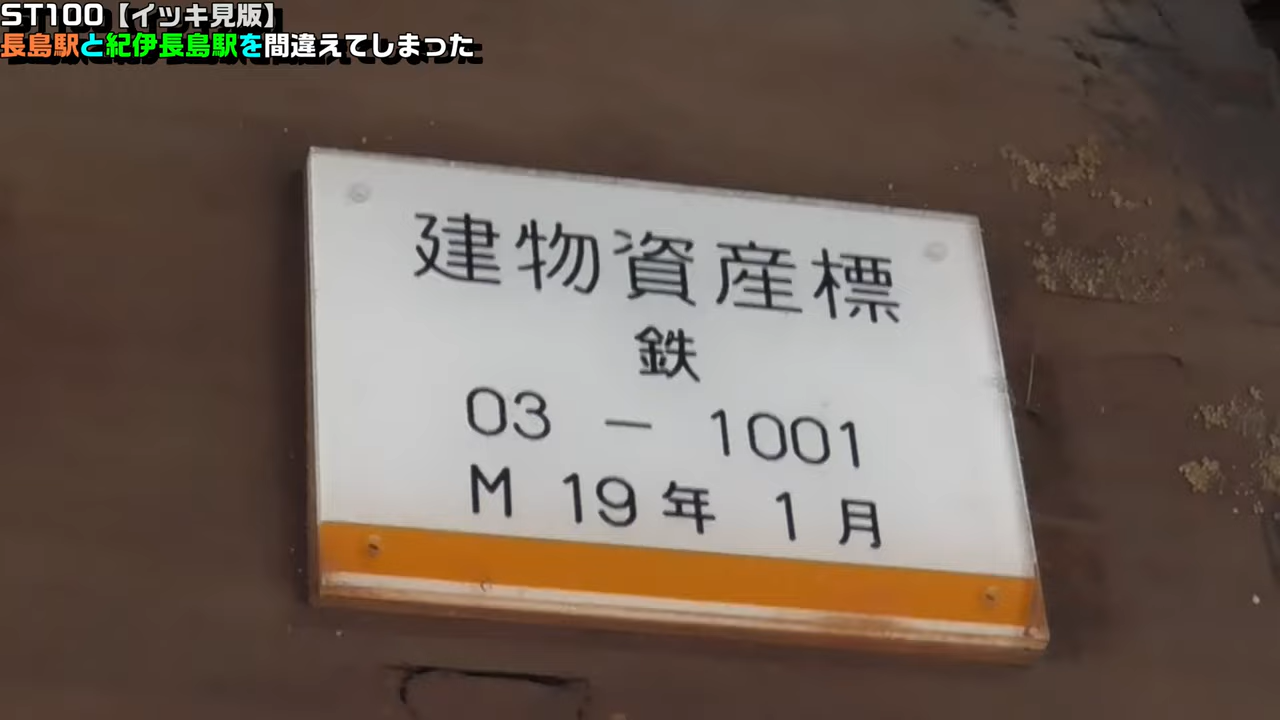 ST100【イッキ見版】
長島駅と紀伊長島駅を間違えてしまった
建物資産標
鉄
03 － 1001
M 19年 1月